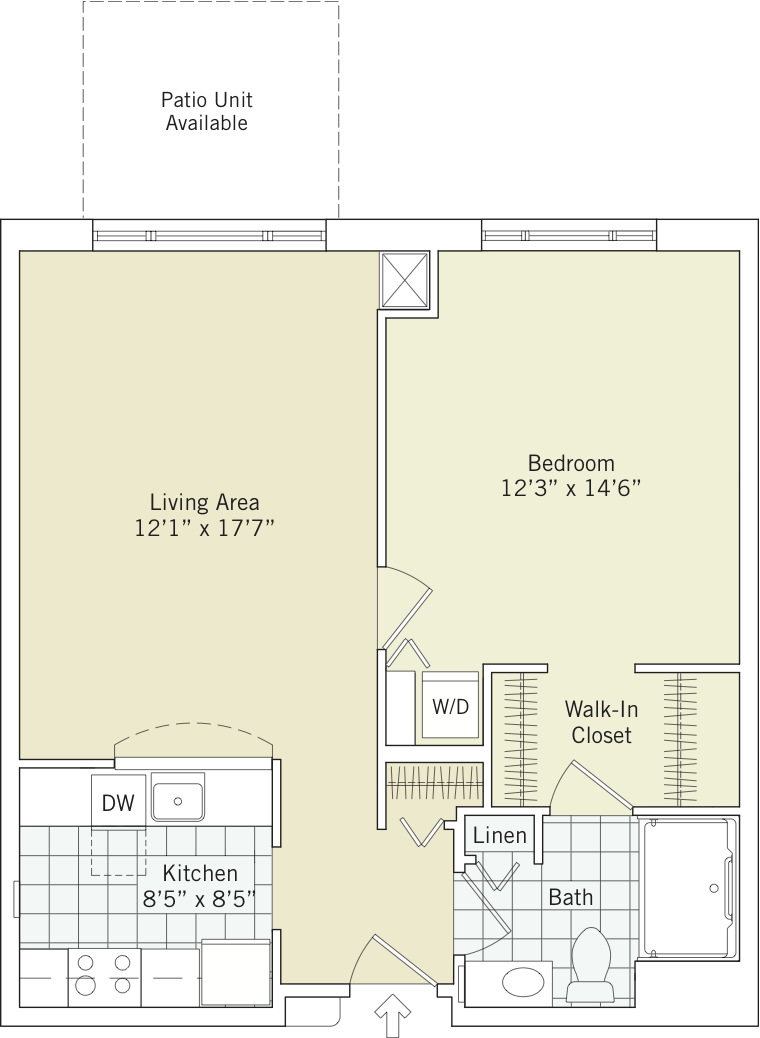 Patio Unit
Available
Bedroom
12’3” x 14’6”
Living Area
12’1” x 17’7”
W/D
Walk-In
Closet
DW
Linen
Kitchen
8’5” x 8’5”
Bath